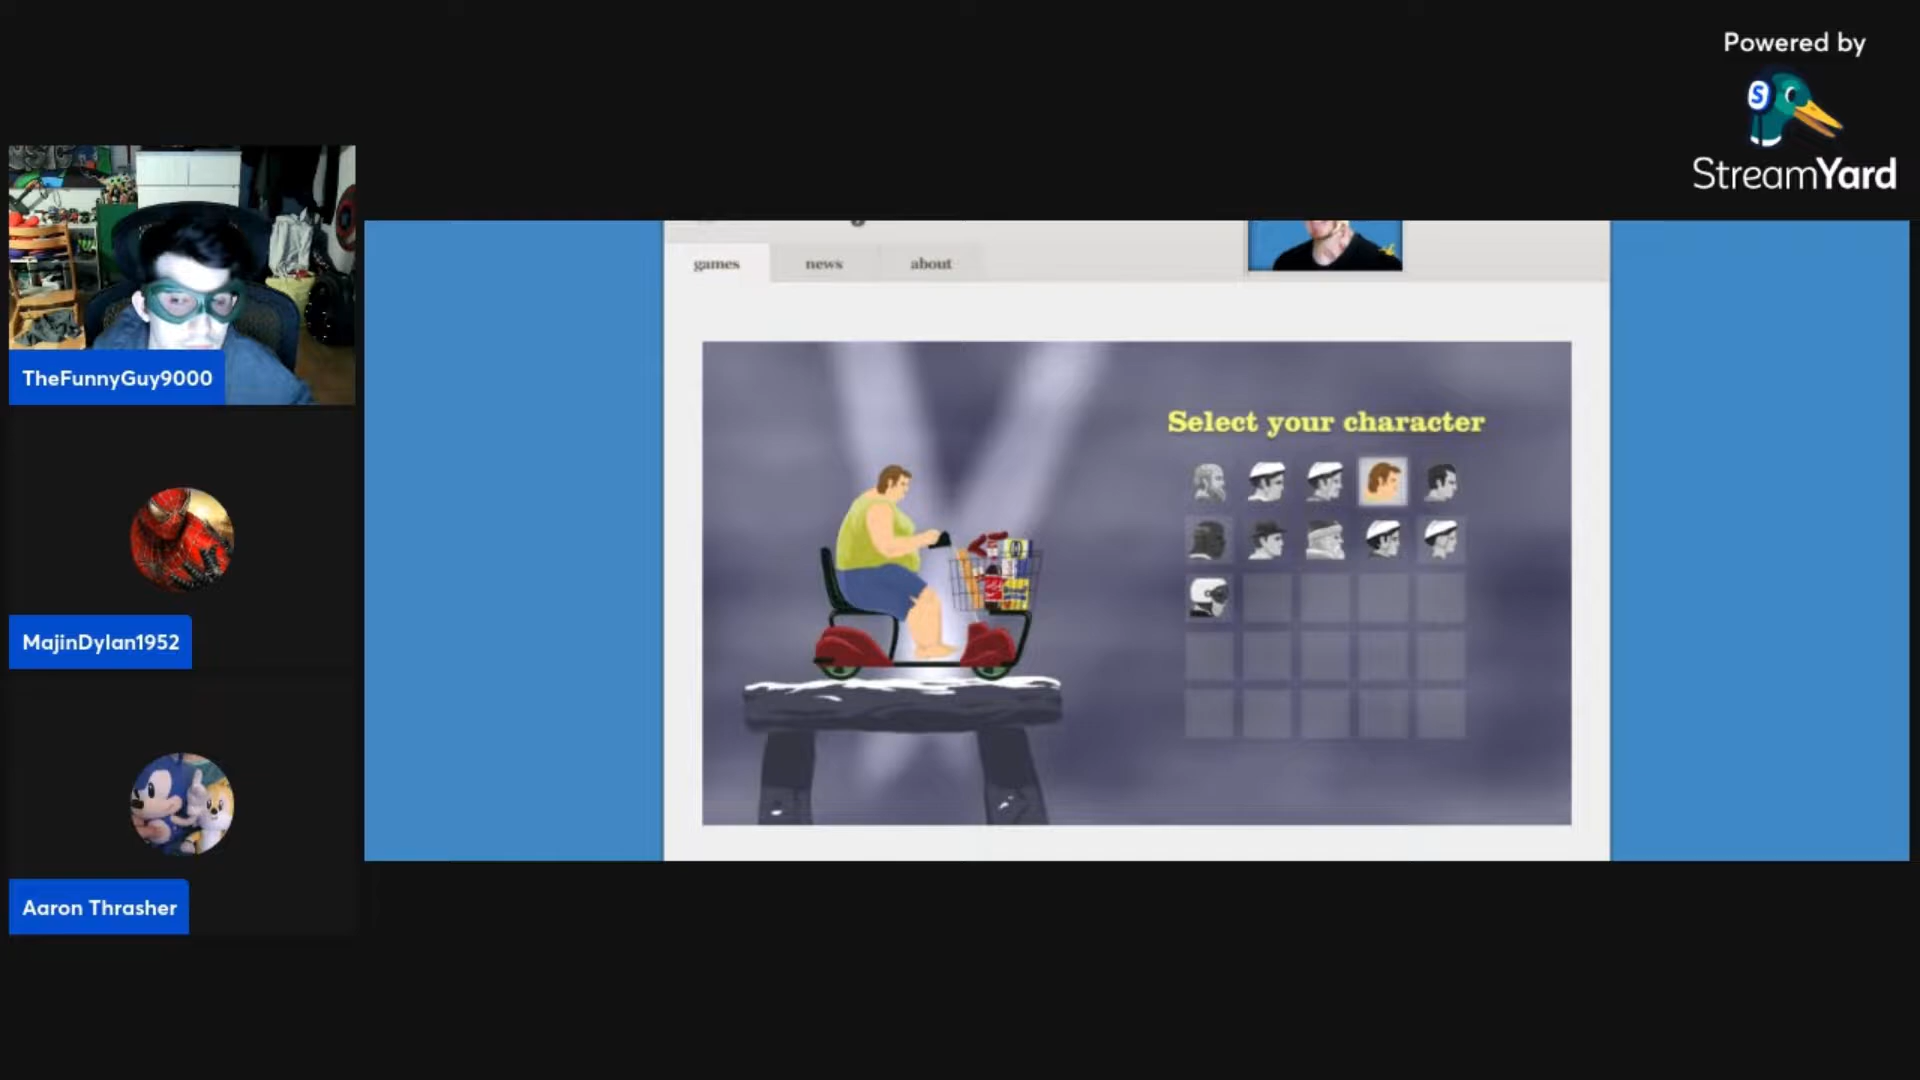 Powered by
StreamYard
TheFunnyGuy9000
games
news
about
Select your character
MajinDylan1952
Aaron Thrasher